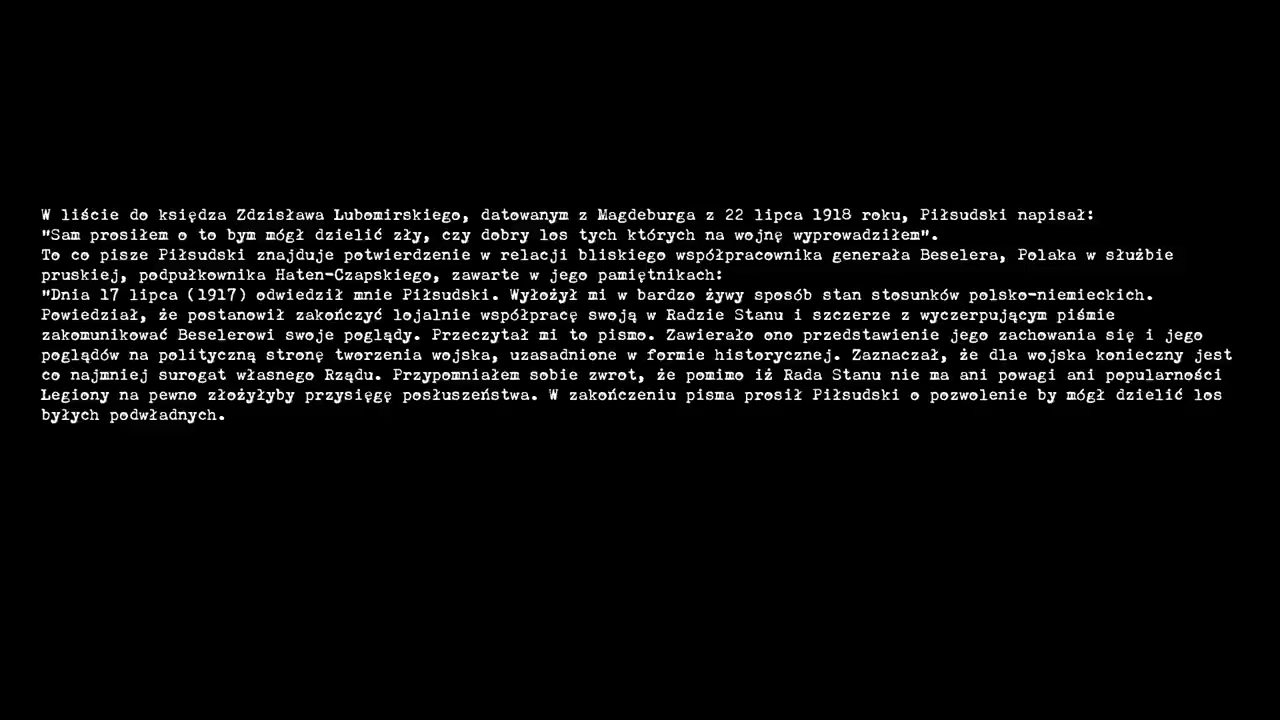 W liście do księdza Zdzisława Lubomirskiego, datowanym z Magdeburga z 22 lipca 1918 roku, Piłsudski napisał:
"Sam prosiłem o to bym mógł dzielić zły, czy dobry los tych których na wojnę wyprowadziłem".
To co pisze Piłsudski znajduje potwierdzenie w relacji bliskiego współpracownika generała Beselera, Polaka w służbie
pruskiej, podpułkownika Haten-Czapskiego, zawarte w jego pamiętnikach:
"Dnia 17 lipca (1917) odwiedził mnie Piłsudski. Wyłożył mi w bardzo żywy sposób stan stosunków polsko-niemieckich.
Powiedział, że postanowił zakończyć lojalnie współpracę swoją w Radzie Stanu i szczerze z wyczerpującym piśmie
zakomunikować Beselerowi swoje poglądy. Przeczytał mi to pismo. Zawierało ono przedstawienie jego zachowania się i jego
poglądów na polityczną stronę tworzenia wojska, uzasadnione w formie historycznej. Zaznaczał, że dla wojska konieczny jest
co najmniej surogat własnego Rządu. Przypomniałem sobie zwrot, że pomimo iż Rada Stanu nie ma ani powagi ani popularności
Legiony na pewno złożyłyby przysięgę posłuszeństwa. W zakończeniu pisma prosił Piłsudski o pozwolenie by mógł dzielić los
byłych podwładnych.